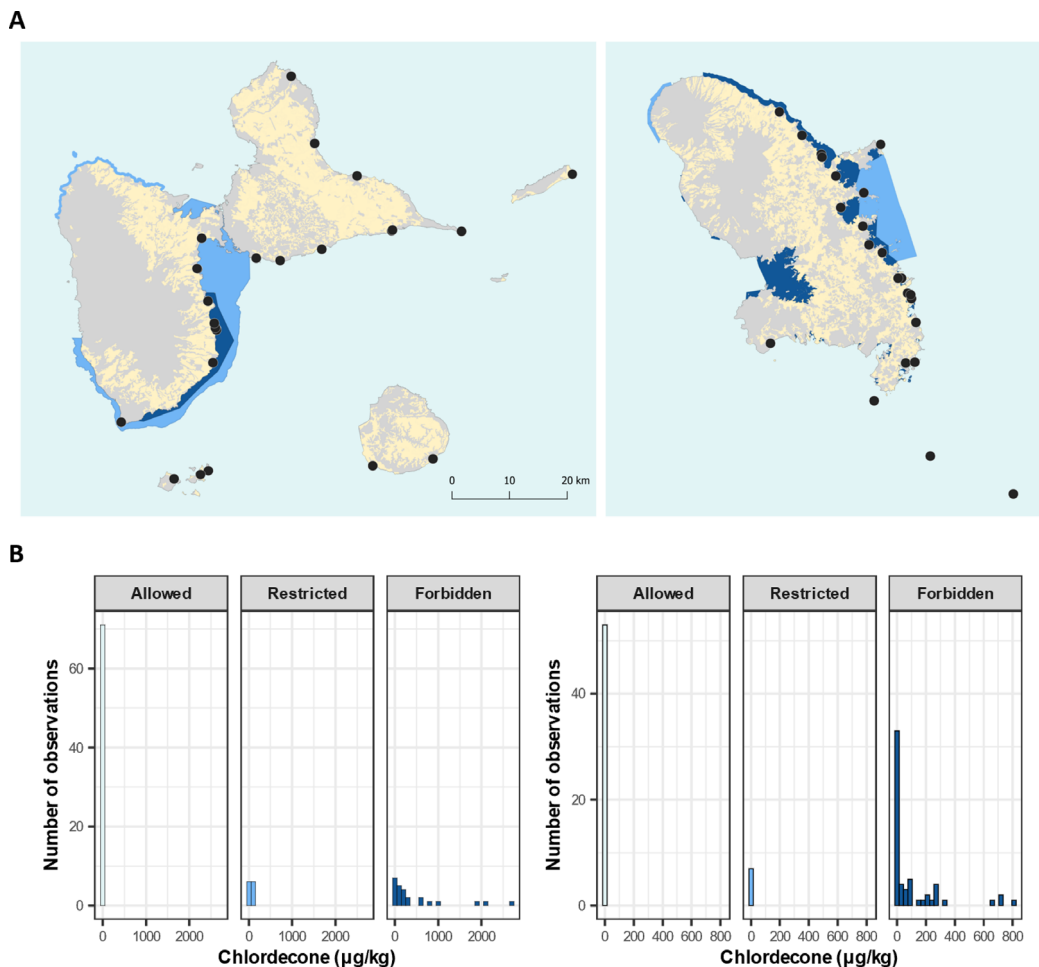 A
0 10 20 km
B
Allowed Restricted Forbidden
Allowed Restricted Forbidden
Number of observations
60
40
20
0
0 1000 2000 0 1000 2000 0 1000 2000
Chlordecone (µg/kg)
Number of observations
40
20
0
0 200 400 600 800 0 200 400 600 800 0 200 400 600 800
Chlordecone (µg/kg)